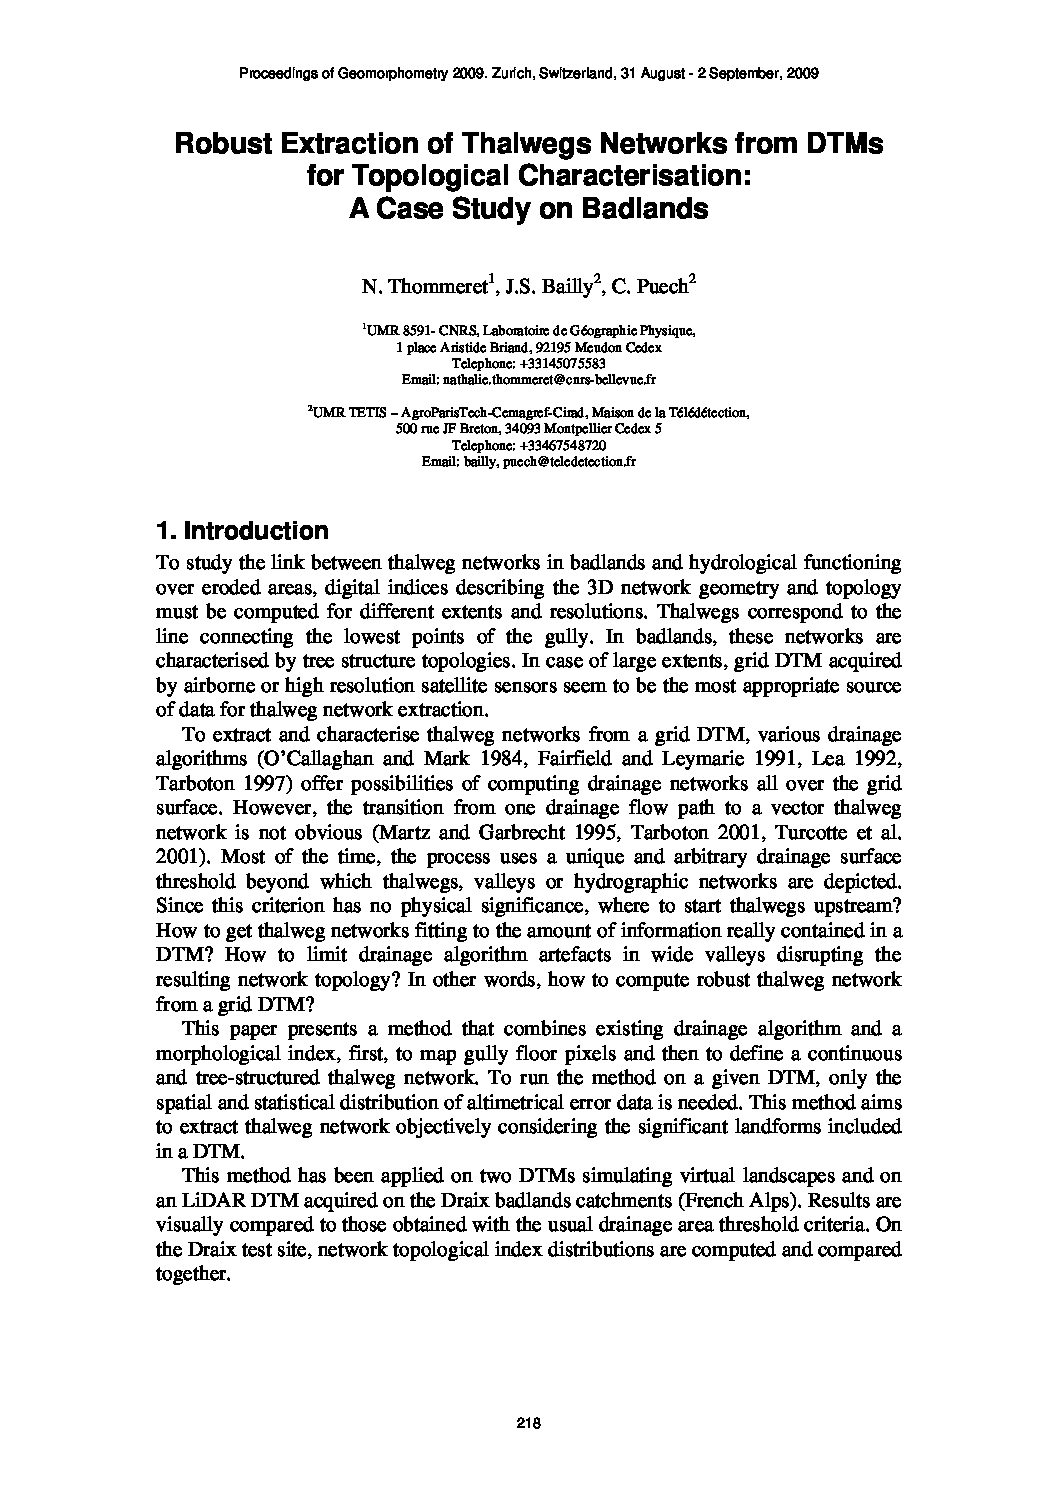 Proceedings of Geomorphometry 2009. Zurich, Switzerland, 31 August - 2 September, 2009
Robust Extraction of Thalwegs Networks from DTMs
for Topological Characterisation:
A Case Study on Badlands
N. Thommeret1, J.S. Bailly2, C. Puech2
1UMR 8591- CNRS, Laboratoire de Géographie Physique,
1 place Aristide Briand, 92195 Meudon Cedex
Telephone: +33145075583
Email: nathalie.thommeret@cnrs-bellevue.fr
2UMR TETIS – AgroParisTech-Cemagref-Cirad, Maison de la Télédétection,
500 rue JF Breton, 34093 Montpellier Cedex 5
Telephone: +33467548720
Email: bailly, puech@teledetection.fr
1. Introduction
To study the link between thalweg networks in badlands and hydrological functioning
over eroded areas, digital indices describing the 3D network geometry and topology
must be computed for different extents and resolutions. Thalwegs correspond to the
line connecting the lowest points of the gully. In badlands, these networks are
characterised by tree structure topologies. In case of large extents, grid DTM acquired
by airborne or high resolution satellite sensors seem to be the most appropriate source
of data for thalweg network extraction.
To extract and characterise thalweg networks from a grid DTM, various drainage
algorithms (O’Callaghan and Mark 1984, Fairfield and Leymarie 1991, Lea 1992,
Tarboton 1997) offer possibilities of computing drainage networks all over the grid
surface. However, the transition from one drainage flow path to a vector thalweg
network is not obvious (Martz and Garbrecht 1995, Tarboton 2001, Turcotte et al.
2001). Most of the time, the process uses a unique and arbitrary drainage surface
threshold beyond which thalwegs, valleys or hydrographic networks are depicted.
Since this criterion has no physical significance, where to start thalwegs upstream?
How to get thalweg networks fitting to the amount of information really contained in a
DTM? How to limit drainage algorithm artefacts in wide valleys disrupting the
resulting network topology? In other words, how to compute robust thalweg network
from a grid DTM?
This paper presents a method that combines existing drainage algorithm and a
morphological index, first, to map gully floor pixels and then to define a continuous
and tree-structured thalweg network. To run the method on a given DTM, only the
spatial and statistical distribution of altimetrical error data is needed. This method aims
to extract thalweg network objectively considering the significant landforms included
in a DTM.
This method has been applied on two DTMs simulating virtual landscapes and on
an LiDAR DTM acquired on the Draix badlands catchments (French Alps). Results are
visually compared to those obtained with the usual drainage area threshold criteria. On
the Draix test site, network topological index distributions are computed and compared
together.
218